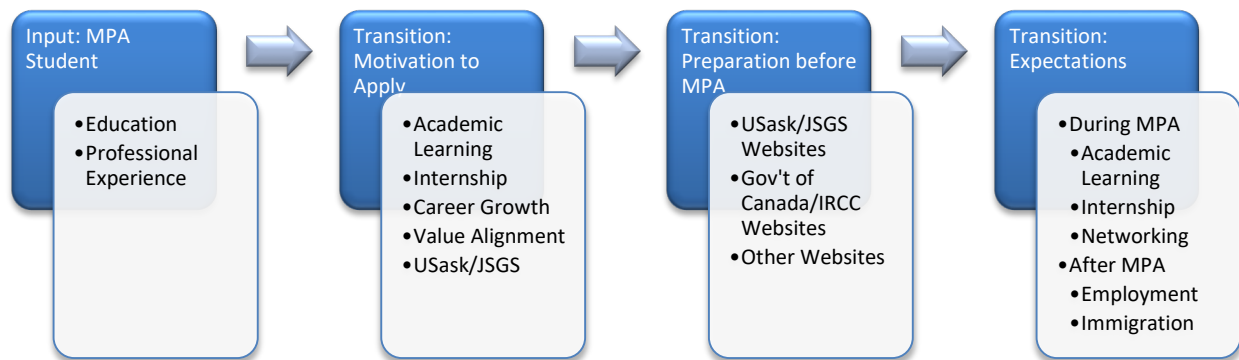 Input: MPA
Student
•Education
•Professional
Experience
Transition:
Motivation to
Apply
•Academic
Learning
•Internship
•Career Growth
•Value Alignment
•USask/JSGS
Transition:
Preparation before
MPA
•USask/JSGS
Websites
•Gov't of
Canada/IRCC
Websites
•Other Websites
Transition:
Expectations
•During MPA
•Academic
Learning
•Internship
•Networking
•After MPA
•Employment
•Immigration